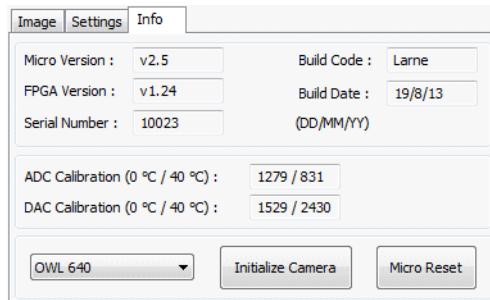 Image Settings Info
Micro Version : v2.5 Build Code : Larne
FPGA Version : v1.24 Build Date : 19/8/13
Serial Number : 10023 (DD/MM/YY)
ADC Calibration (0 ºC / 40 ºC) : 1279 / 831
DAC Calibration (0 ºC / 40 ºC) : 1529 / 2430
OWL 640 Initialize Camera Micro Reset